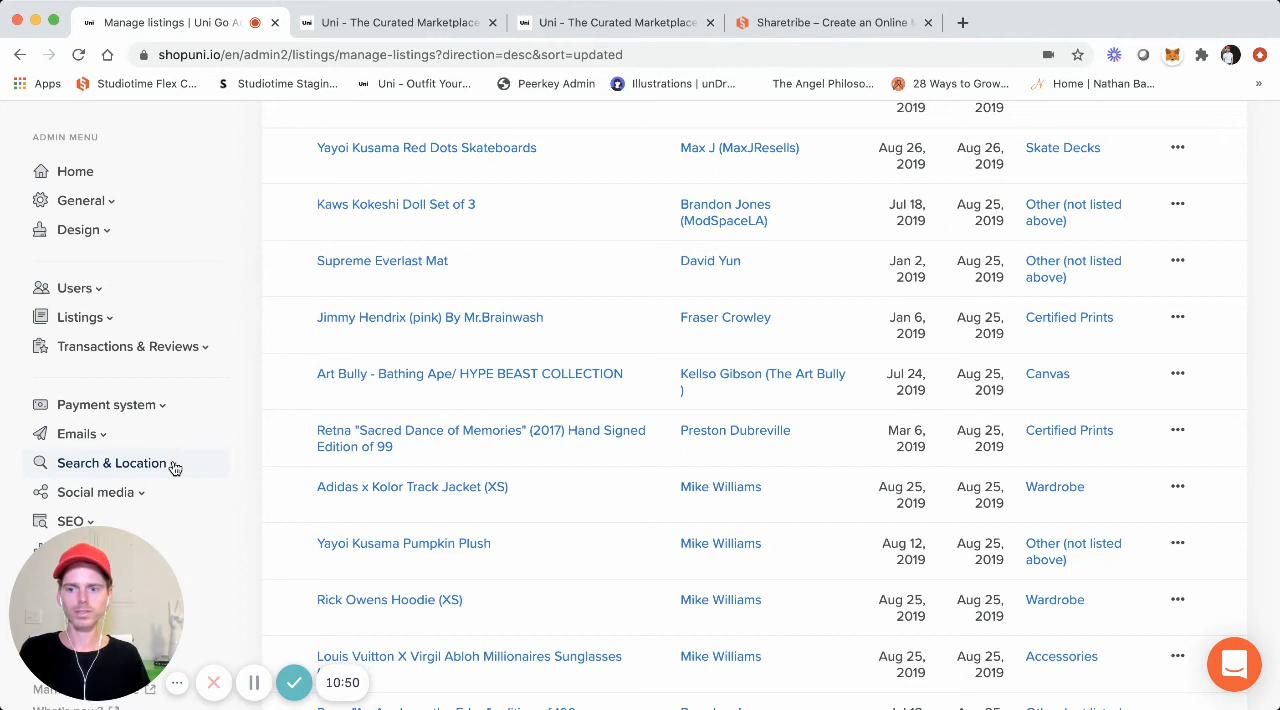 Manage listings | Uni Go A
Uni - The Curated Marketplace
Uni - The Curated Marketplace
Sharetribe – Create an Online M
shopuni.io/en/admin2/listings/manage-listings?direction=desc&sort=updated
Apps
Studiotime Flex C...
Studiotime Stagin...
Uni - Outfit Your...
Peerkey Admin
Illustrations | unDr...
The Angel Philoso...
28 Ways to Grow...
Home | Nathan Ba...
»
ADMIN MENU
Home
General
Design
Users
Listings
Transactions & Reviews
Payment system
Emails
Search & Location
Social media
SEO
What's new?
2019
2019
Yayoi Kusama Red Dots Skateboards
Max J (MaxJResells)
Aug 26,
2019
Aug 26,
2019
Skate Decks
Kaws Kokeshi Doll Set of 3
Brandon Jones
(ModSpaceLA)
Jul 18,
2019
Aug 25,
2019
Other (not listed
above)
Supreme Everlast Mat
David Yun
Jan 2,
2019
Aug 25,
2019
Other (not listed
above)
Jimmy Hendrix (pink) By Mr.Brainwash
Fraser Crowley
Jan 6,
2019
Aug 25,
2019
Certified Prints
Art Bully - Bathing Ape/ HYPE BEAST COLLECTION
Kellso Gibson (The Art Bully
)
Jul 24,
2019
Aug 25,
2019
Canvas
Retna "Sacred Dance of Memories" (2017) Hand Signed
Edition of 99
Preston Dubreville
Mar 6,
2019
Aug 25,
2019
Certified Prints
Adidas x Kolor Track Jacket (XS)
Mike Williams
Aug 25,
2019
Aug 25,
2019
Wardrobe
Yayoi Kusama Pumpkin Plush
Mike Williams
Aug 12,
2019
Aug 25,
2019
Other (not listed
above)
Rick Owens Hoodie (XS)
Mike Williams
Aug 25,
2019
Aug 25,
2019
Wardrobe
Louis Vuitton X Virgil Abloh Millionaires Sunglasses
Mike Williams
Aug 25,
2019
Aug 25,
2019
Accessories
10:50